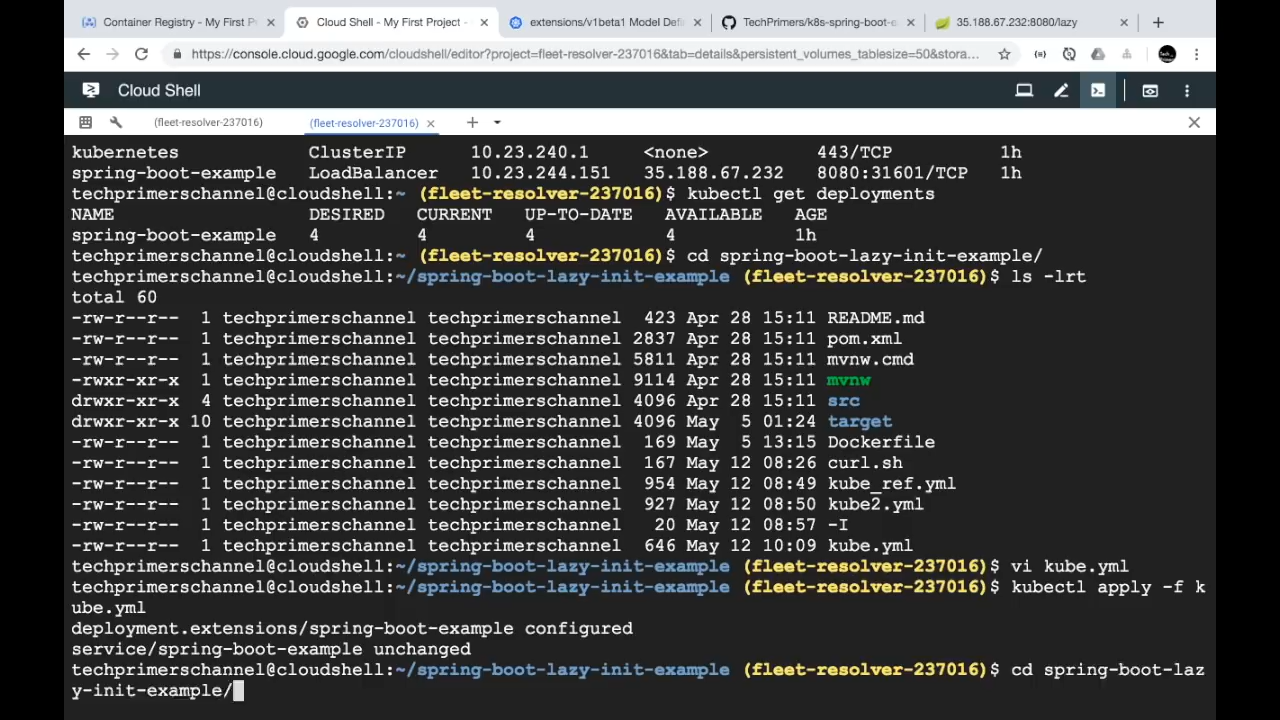 Container Registry - My First P
Cloud Shell - My First Project -
extensions/v1beta1 Model Defi
TechPrimers/k8s-spring-boot-e
35.188.67.232:8080/lazy
https://console.cloud.google.com/cloudshell/editor?project=fleet-resolver-237016&tab=details&persistent_volumes_tablesize=50&stora...
Cloud Shell
(fleet-resolver-237016)
(fleet-resolver-237016)
kubernetes ClusterIP 10.23.240.1 <none> 443/TCP 1h
spring-boot-example LoadBalancer 10.23.244.151 35.188.67.232 8080:31601/TCP 1h
techprimerschannel@cloudshell:~ (fleet-resolver-237016)$ kubectl get deployments
NAME DESIRED CURRENT UP-TO-DATE AVAILABLE AGE
spring-boot-example 4 4 4 4 1h
techprimerschannel@cloudshell:~ (fleet-resolver-237016)$ cd spring-boot-lazy-init-example/
techprimerschannel@cloudshell:~/spring-boot-lazy-init-example (fleet-resolver-237016)$ ls -lrt
total 60
-rw-r--r-- 1 techprimerschannel techprimerschannel 423 Apr 28 15:11 README.md
-rw-r--r-- 1 techprimerschannel techprimerschannel 2837 Apr 28 15:11 pom.xml
-rw-r--r-- 1 techprimerschannel techprimerschannel 5811 Apr 28 15:11 mvnw.cmd
-rwxr-xr-x 1 techprimerschannel techprimerschannel 9114 Apr 28 15:11 mvnw
drwxr-xr-x 4 techprimerschannel techprimerschannel 4096 Apr 28 15:11 src
drwxr-xr-x 10 techprimerschannel techprimerschannel 4096 May 5 01:24 target
-rw-r--r-- 1 techprimerschannel techprimerschannel 169 May 5 13:15 Dockerfile
-rw-r--r-- 1 techprimerschannel techprimerschannel 167 May 12 08:26 curl.sh
-rw-r--r-- 1 techprimerschannel techprimerschannel 954 May 12 08:49 kube_ref.yml
-rw-r--r-- 1 techprimerschannel techprimerschannel 927 May 12 08:50 kube2.yml
-rw-r--r-- 1 techprimerschannel techprimerschannel 20 May 12 08:57 -I
-rw-r--r-- 1 techprimerschannel techprimerschannel 646 May 12 10:09 kube.yml
techprimerschannel@cloudshell:~/spring-boot-lazy-init-example (fleet-resolver-237016)$ vi kube.yml
techprimerschannel@cloudshell:~/spring-boot-lazy-init-example (fleet-resolver-237016)$ kubectl apply -f k
ube.yml
deployment.extensions/spring-boot-example configured
service/spring-boot-example unchanged
techprimerschannel@cloudshell:~/spring-boot-lazy-init-example (fleet-resolver-237016)$ cd spring-boot-laz
y-init-example/